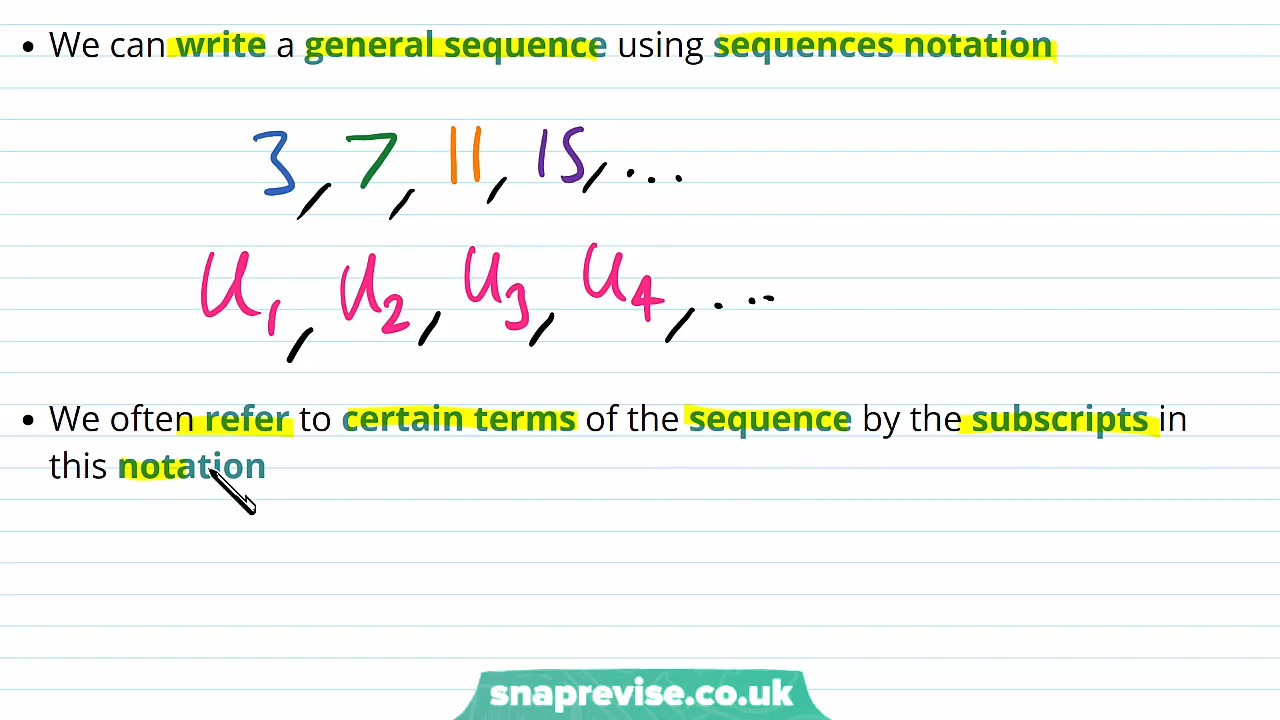 • We can write a general sequence using sequences notation
3, 7, 11, 15, ...
U1, U2, U3, U4, ...
• We often refer to certain terms of the sequence by the subscripts in
this notation
snaprevise.co.uk